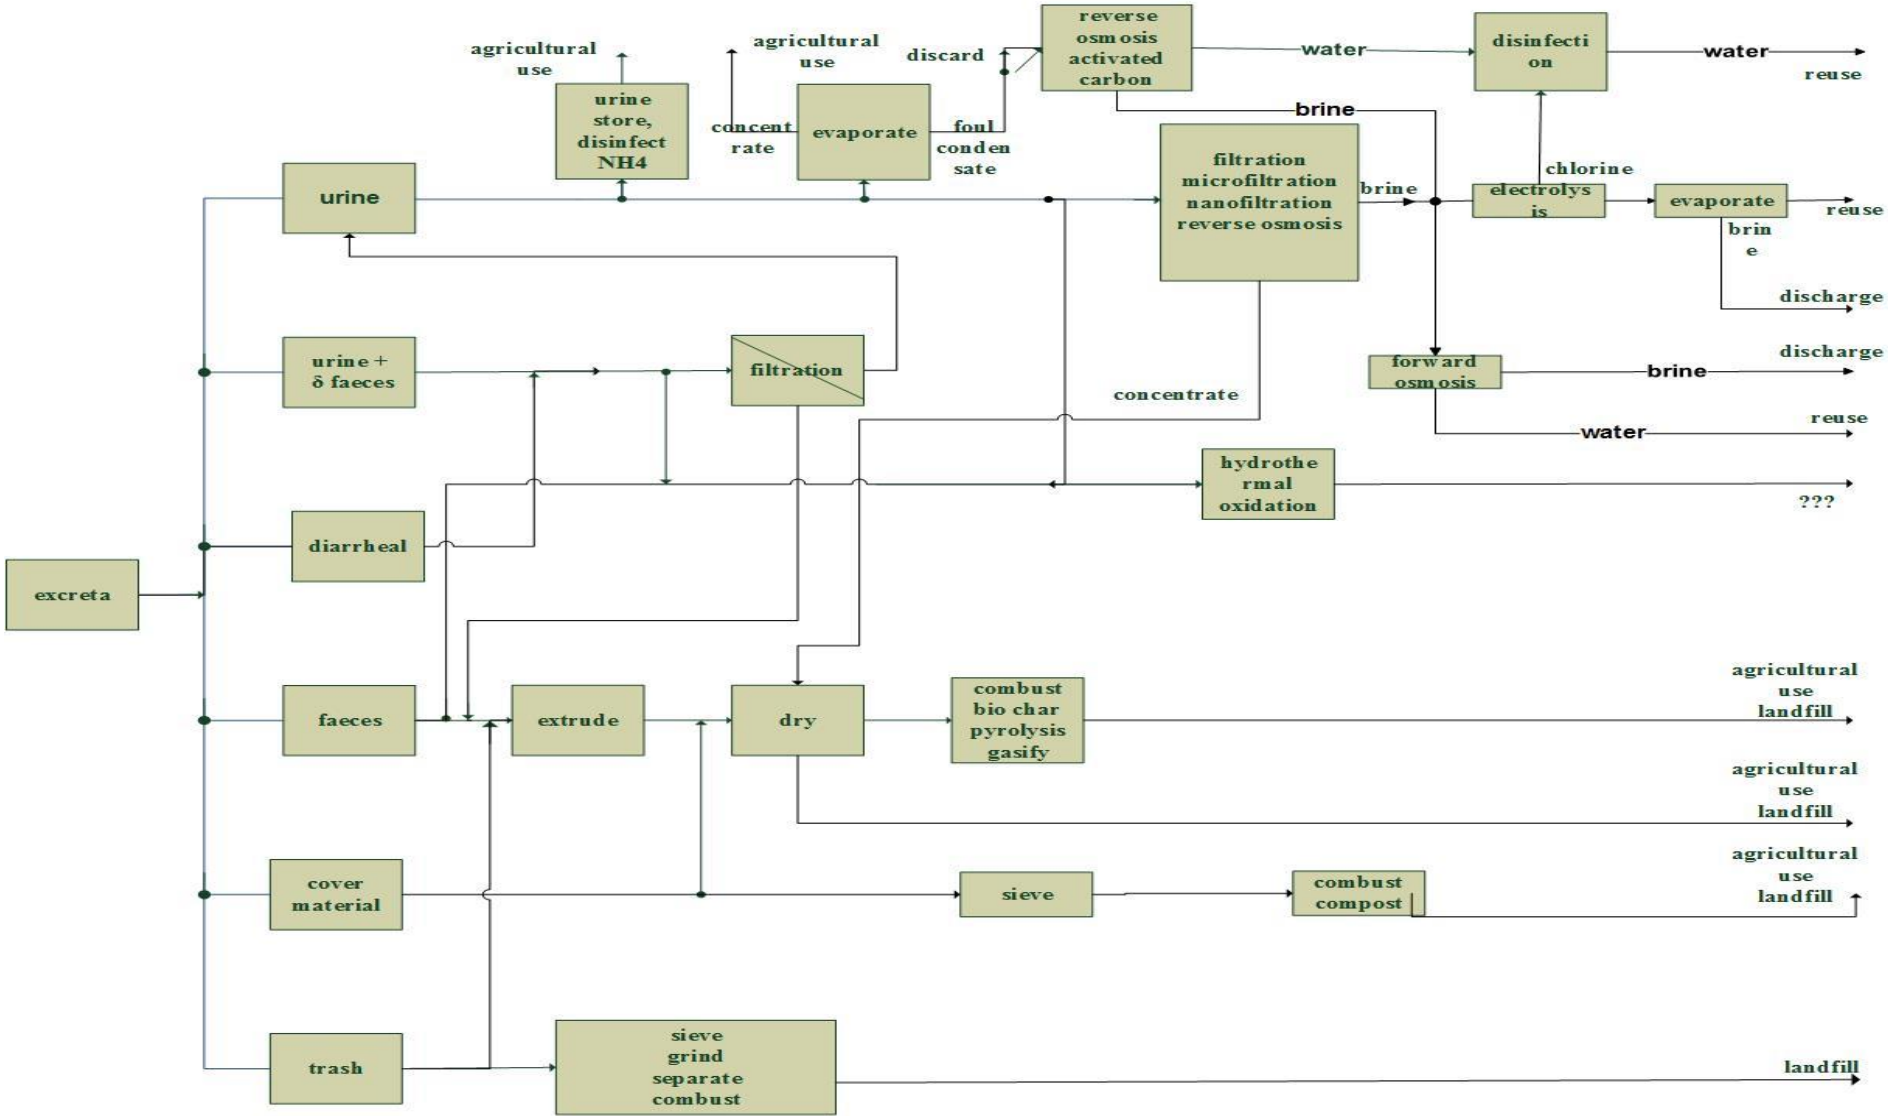 reverse
osmosis
activated
carbon
water
disinfecti
on
water
reuse
agricultural
use
agricultural
use
discard
urine
store,
disinfect
NH4
concent
rate
evaporate
foul
conden
sate
brine
filtration
microfiltration
nanofiltration
reverse osmosis
brine
chlorine
electrolys
is
evaporate
reuse
brin
e
discharge
urine
urine +
δ faeces
filtration
concentrate
forward
osmosis
brine
discharge
water
reuse
hydrothe
rmal
oxidation
???
diarrheal
excreta
faeces
extrude
dry
combust
bio char
pyrolysis
gasify
agricultural
use
landfill
agricultural
use
landfill
cover
material
sieve
combust
compost
agricultural
use
landfill
trash
sieve
grind
separate
combust
landfill